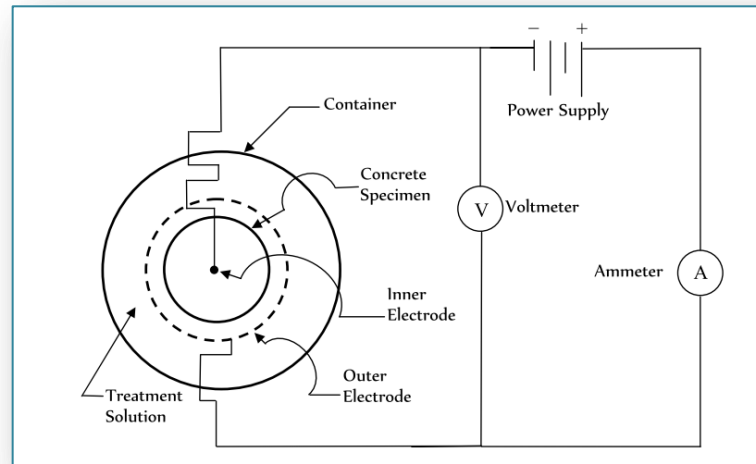 − +
Power Supply
Container
Concrete
Specimen
V
Voltmeter
Ammeter
A
Inner
Electrode
Outer
Electrode
Treatment
Solution